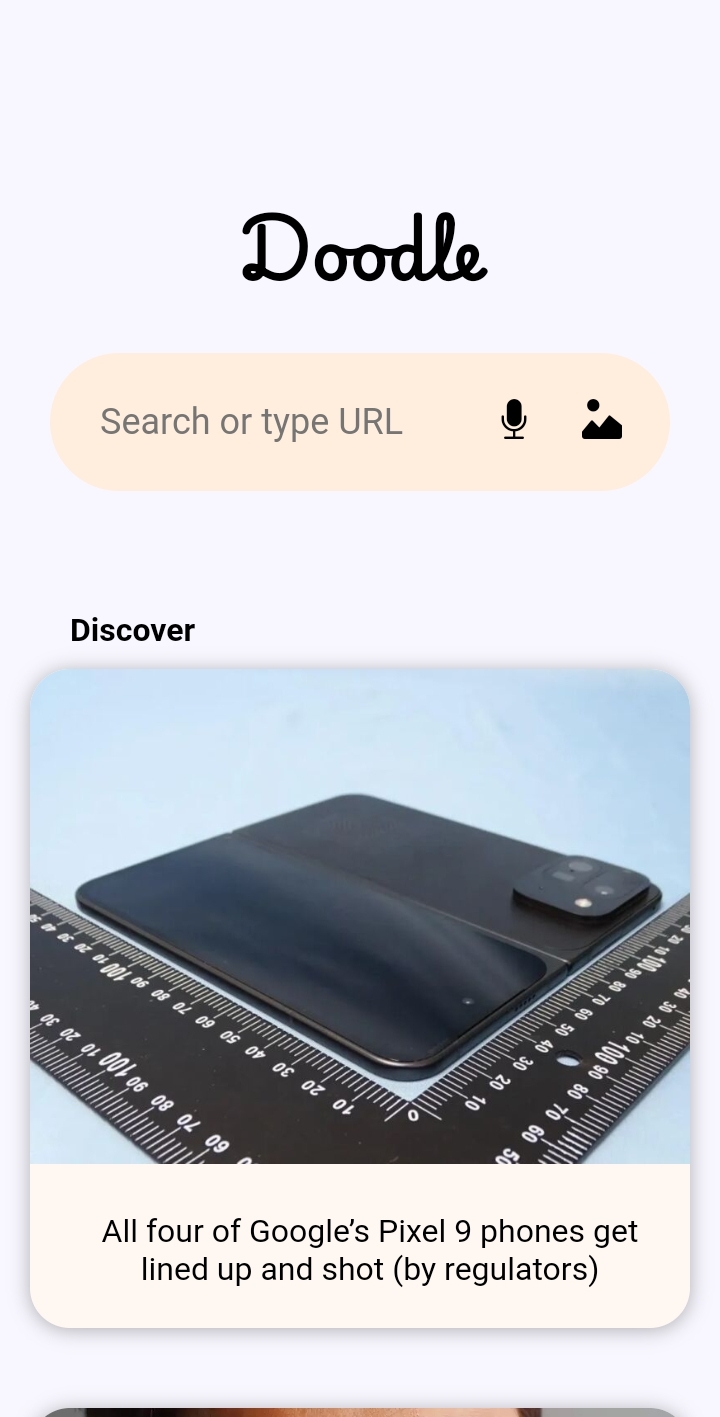 Doodle
Search or type URL
Discover
All four of Google’s Pixel 9 phones get
lined up and shot (by regulators)